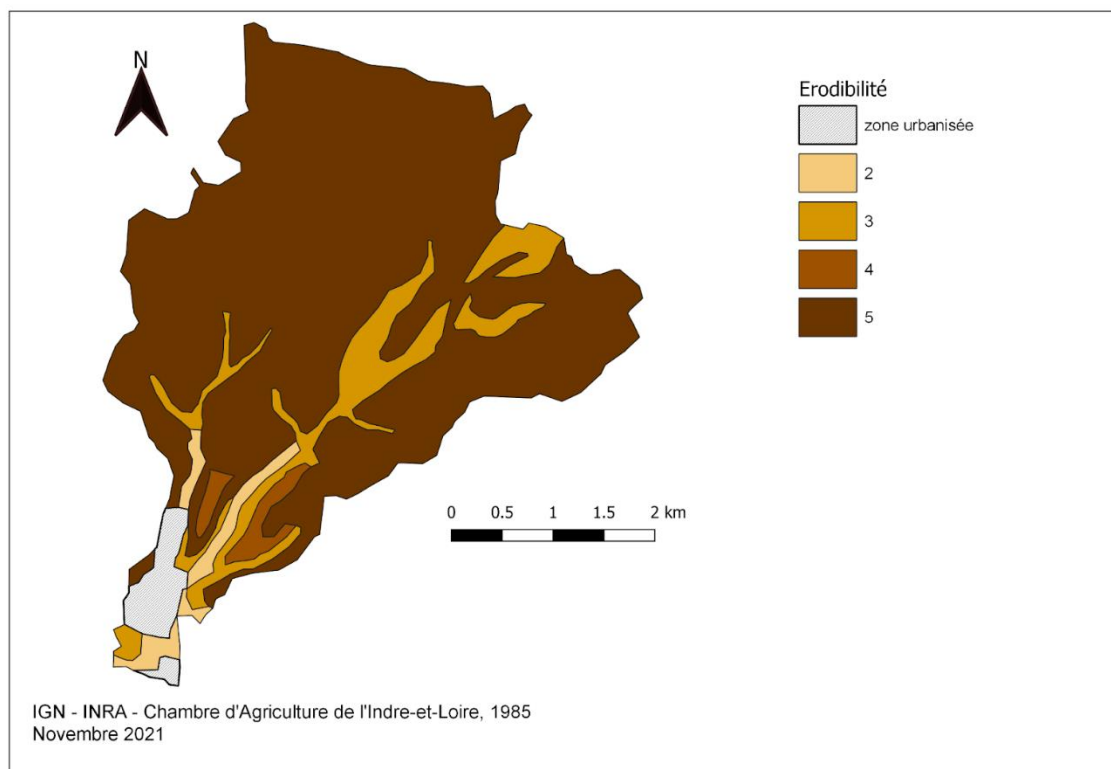 N
Erodibilité
zone urbanisée
2
3
4
5
0 0.5 1 1.5 2 km
IGN - INRA - Chambre d'Agriculture de l'Indre-et-Loire, 1985
Novembre 2021